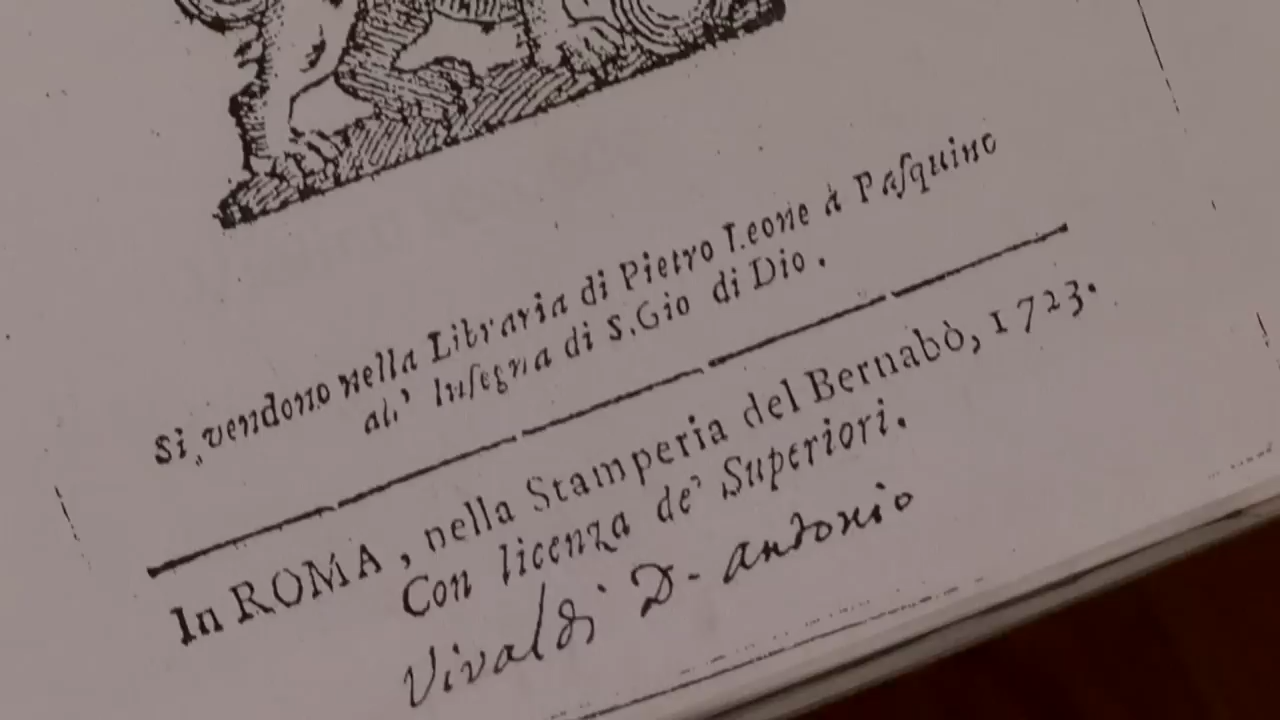 Si vendono nella Libraria di Pietro Leone à Paſquino
all' Inſegna di S.Gio di Dio.
In ROMA, nella Stamperia del Bernabò, 1723.
Con licenza de' Superiori.
Vivaldi D. antonio